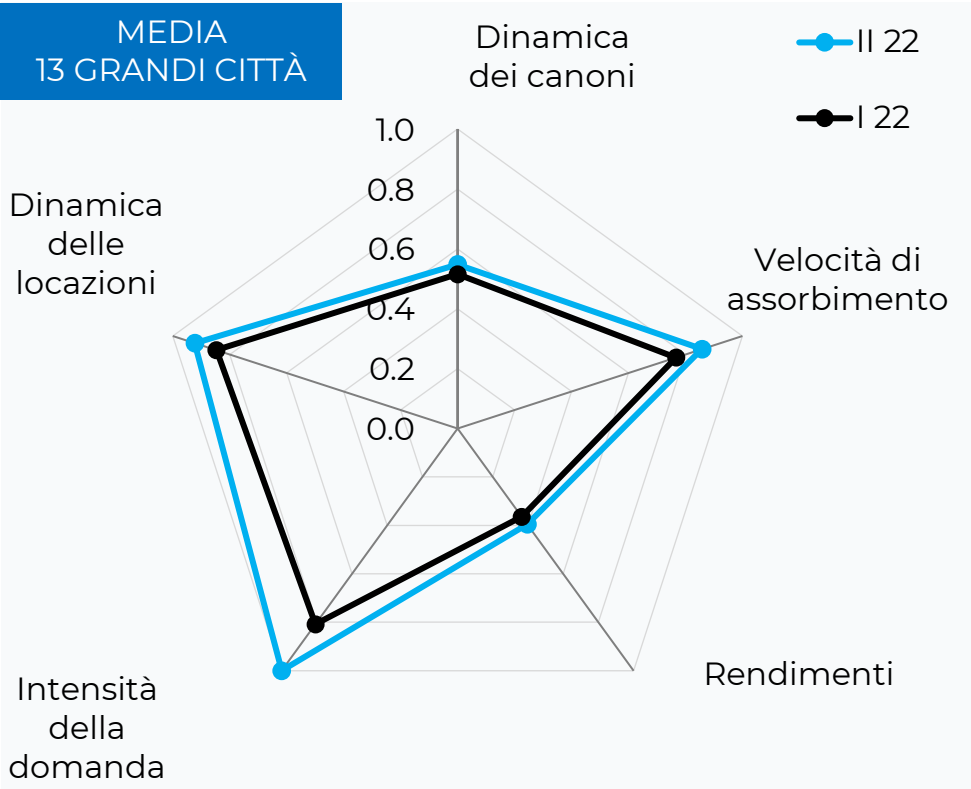 MEDIA
13 GRANDI CITTÀ
Dinamica
dei canoni
II 22
I 22
1.0
0.8
0.6
0.4
0.2
0.0
Dinamica
delle
locazioni
Velocità di
assorbimento
Rendimenti
Intensità
della
domanda